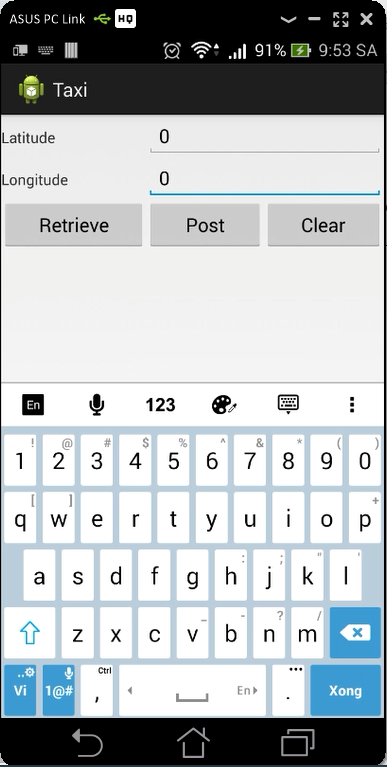 ASUS PC Link HQ
91% 9:53 SA
Taxi
Latitude 0
Longitude 0
Retrieve Post Clear
En 123
! @ # $ % ^ & * ( )
1 2 3 4 5 6 7 8 9 0
[ ] +
q w e r t y u i o p
: ; " '
a s d f g h j k l
_ - ? /
z x c v b n m
Vi 1@# Ctrl , En . Xong